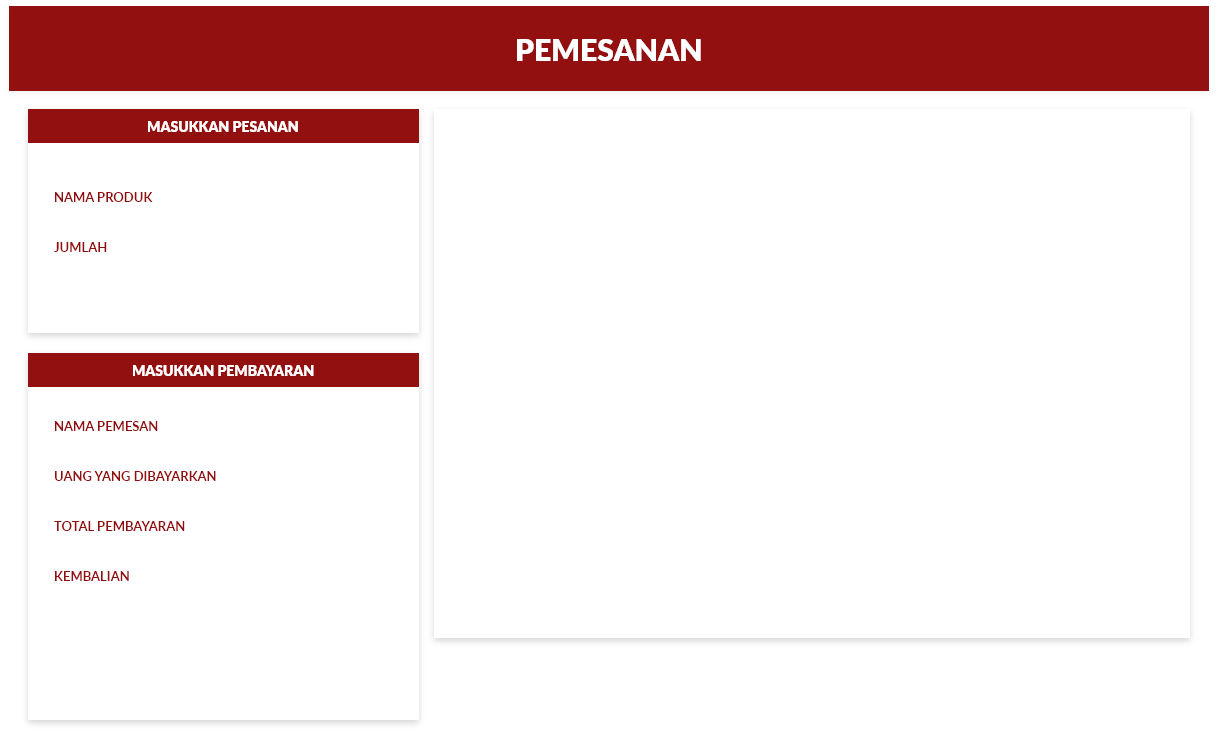 PEMESANAN
MASUKKAN PESANAN
NAMA PRODUK
JUMLAH
MASUKKAN PEMBAYARAN
NAMA PEMESAN
UANG YANG DIBAYARKAN
TOTAL PEMBAYARAN
KEMBALIAN